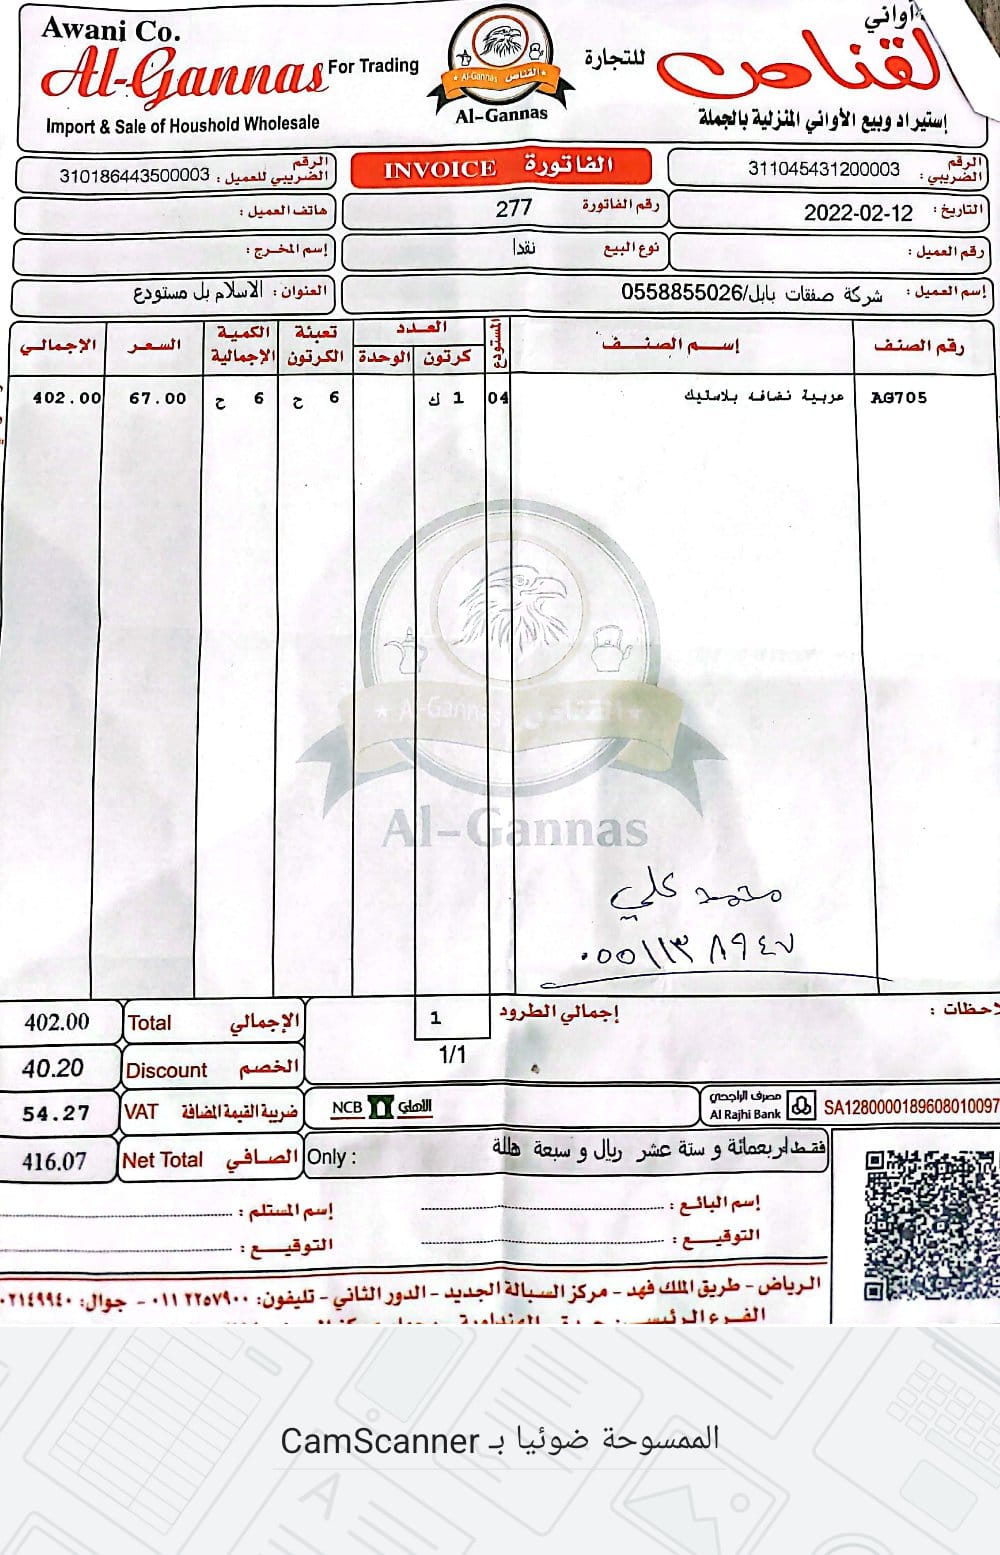 Awani Co.
Al-Gannas For Trading
Import & Sale of Houshold Wholesale
Al-Gannas القناص
Al-Gannas
أواني
لقناص للتجارة
إستيراد وبيع الأواني المنزلية بالجملة
الرقم الضريبي : 311045431200003
الفاتورة INVOICE
الرقم الضريبي للعميل : 310186443500003
التاريخ : 2022-02-12
رقم الفاتورة 277
هاتف العميل :
رقم العميل :
نوع البيع نقدا
إسم المخرج :
إسم العميل : شركة صفقات بابل/0558855026
العنوان : الاسلام بل مستودع
رقم الصنف إسم الصنف المستودع العدد كرتون الوحدة تعبئة الكرتون الكمية الإجمالية السعر الإجمالي
AG705 عربية نضافه بلاستيك 04 1 ك 6 ح 6 ح 67.00 402.00
Al-Gannas القناص
Al-Gannas
محمد علي
٠٥٥١١٣٨٩٤٧
لاحظات :
إجمالي الطرود 1
1/1
الإجمالي Total 402.00
الخصم Discount 40.20
ضريبة القيمة المضافة VAT 54.27
الصافي Net Total 416.07
مصرف الراجحي
Al Rajhi Bank SA1280000189608010097
NCB الأهلي
Only : فقط اربعمائة و ستة عشر ريال و سبعة هللة
إسم البائع :
التوقيع :
إسم المستلم :
التوقيع :
الرياض - طريق الملك فهد - مركز السبالة الجديد - الدور الثاني - تليفون: ٠١١٢٢٥٧٩٠٠ - جوال: ٠٢١٤٩٩٤٠
الممسوحة ضوئيا بـ CamScanner